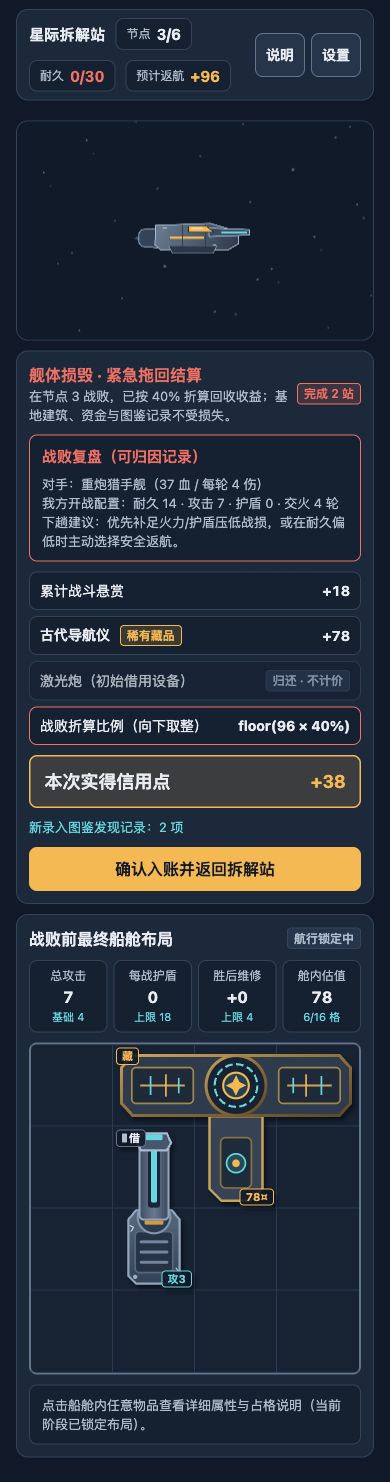 星际拆解站
节点 3/6
耐久 0/30
预计返航 +96
说明
设置
舰体损毁 · 紧急拖回结算
在节点 3 战败，已按 40% 折算回收收益；基
地建筑、资金与图鉴记录不受损失。
完成 2 站
战败复盘（可归因记录）
对手：重炮猎手舰（37 血 / 每轮 4 伤）
我方开战配置：耐久 14 · 攻击 7 · 护盾 0 · 交火 4 轮
下趟建议：优先补足火力/护盾压低战损，或在耐久偏
低时主动选择安全返航。
累计战斗悬赏 +18
古代导航仪 稀有藏品 +78
激光炮（初始借用设备） 归还 · 不计价
战败折算比例（向下取整） floor(96 × 40%)
本次实得信用点 +38
新录入图鉴发现记录：2 项
确认入账并返回拆解站
战败前最终船舱布局
航行锁定中
总攻击
7
基础 4
每战护盾
0
上限 18
胜后维修
+0
上限 4
舱内估值
78
6/16 格
藏
借
78¤
攻3
点击船舱内任意物品查看详细属性与占格说明（当前
阶段已锁定布局）。